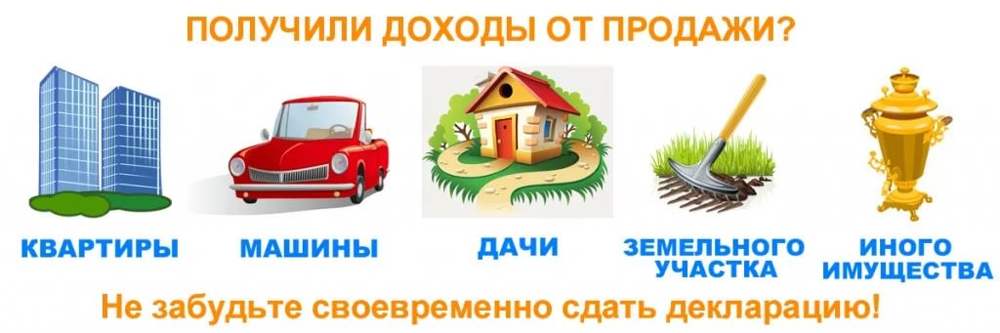 ПОЛУЧИЛИ ДОХОДЫ ОТ ПРОДАЖИ?
КВАРТИРЫ
МАШИНЫ
ДАЧИ
ЗЕМЕЛЬНОГО
УЧАСТКА
ИНОГО
ИМУЩЕСТВА
Не забудьте своевременно сдать декларацию!